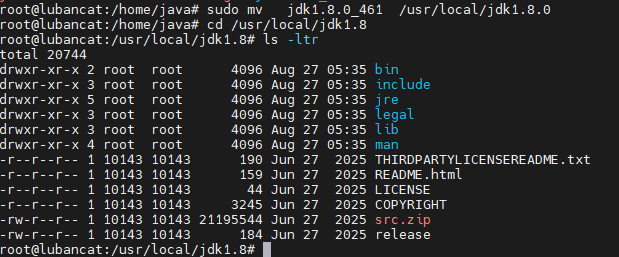 root@lubancat:/home/java# sudo mv   jdk1.8.0_461  /usr/local/jdk1.8.0
root@lubancat:/home/java# cd /usr/local/jdk1.8
root@lubancat:/usr/local/jdk1.8# ls -ltr
total 20744
drwxr-xr-x 2 root  root      4096 Aug 27 05:35 bin
drwxr-xr-x 3 root  root      4096 Aug 27 05:35 include
drwxr-xr-x 5 root  root      4096 Aug 27 05:35 jre
drwxr-xr-x 3 root  root      4096 Aug 27 05:35 legal
drwxr-xr-x 3 root  root      4096 Aug 27 05:35 lib
drwxr-xr-x 4 root  root      4096 Aug 27 05:35 man
-r--r--r-- 1 10143 10143      190 Jun 27  2025 THIRDPARTYLICENSEREADME.txt
-r--r--r-- 1 10143 10143      159 Jun 27  2025 README.html
-r--r--r-- 1 10143 10143       44 Jun 27  2025 LICENSE
-r--r--r-- 1 10143 10143     3245 Jun 27  2025 COPYRIGHT
-rw-r--r-- 1 10143 10143 21195544 Jun 27  2025 src.zip
-rw-r--r-- 1 10143 10143      184 Jun 27  2025 release
root@lubancat:/usr/local/jdk1.8#